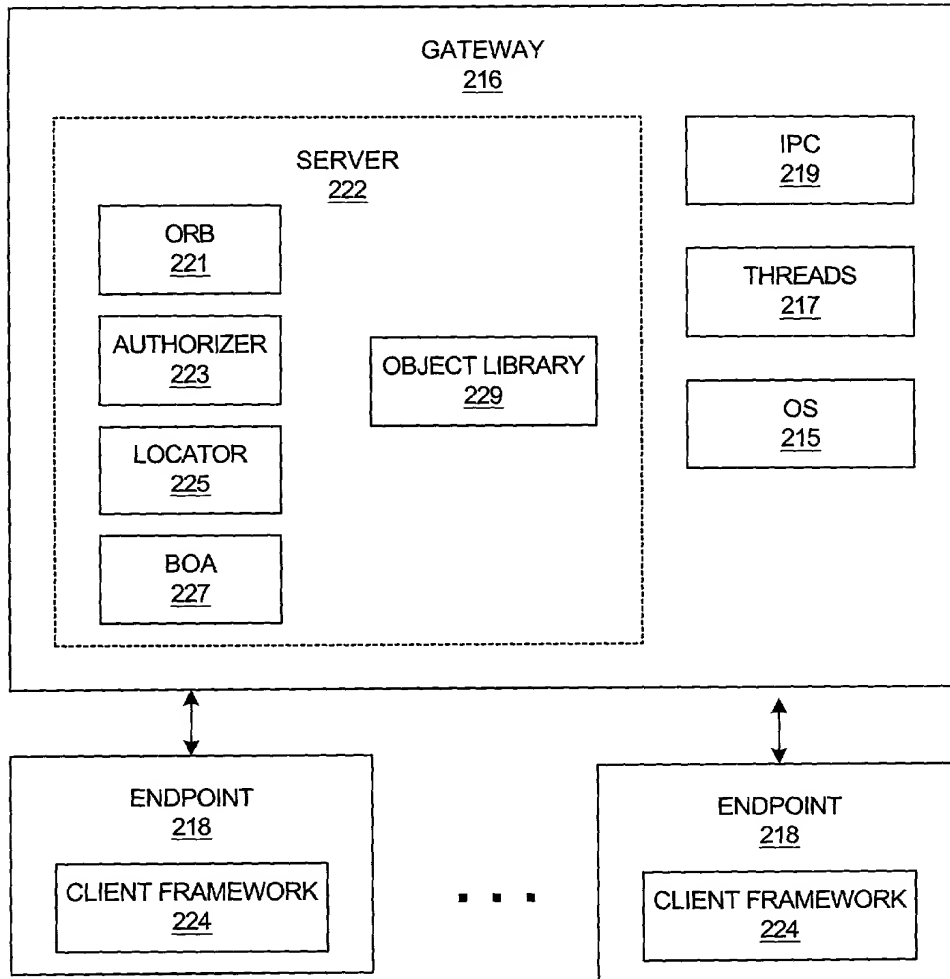 GATEWAY
216
SERVER
222
ORB
221
AUTHORIZER
223
LOCATOR
225
BOA
227
OBJECT LIBRARY
229
IPC
219
THREADS
217
OS
215
ENDPOINT
218
CLIENT FRAMEWORK
224
ENDPOINT
218
CLIENT FRAMEWORK
224